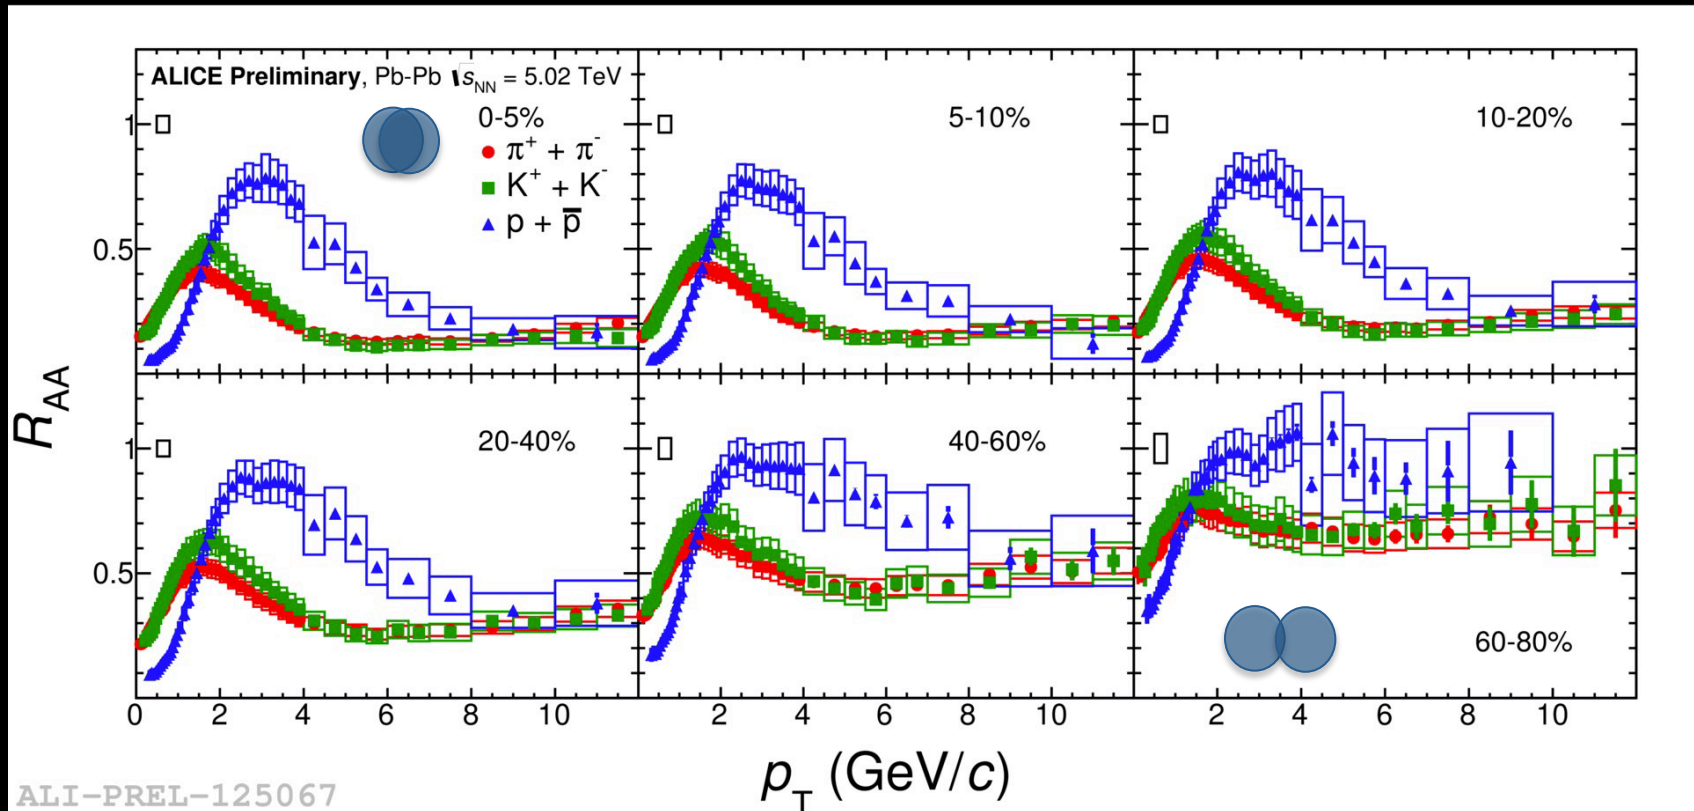 ALICE Preliminary, Pb-Pb √sNN = 5.02 TeV
0-5%
π+ + π-
K+ + K-
p + p̅
5-10%
10-20%
1
0.5
20-40%
40-60%
60-80%
1
0.5
RAA
0 2 4 6 8 10 2 4 6 8 10 2 4 6 8 10
pT (GeV/c)
ALI-PREL-125067